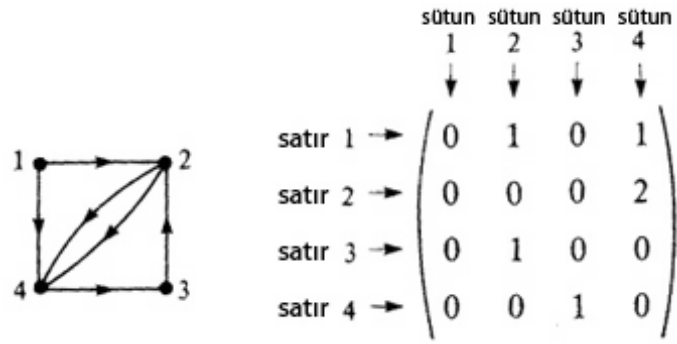 sütun sütun sütun sütun
1 2 3 4
1 2
4 3
satır 1 0 1 0 1
satır 2 0 0 0 2
satır 3 0 1 0 0
satır 4 0 0 1 0